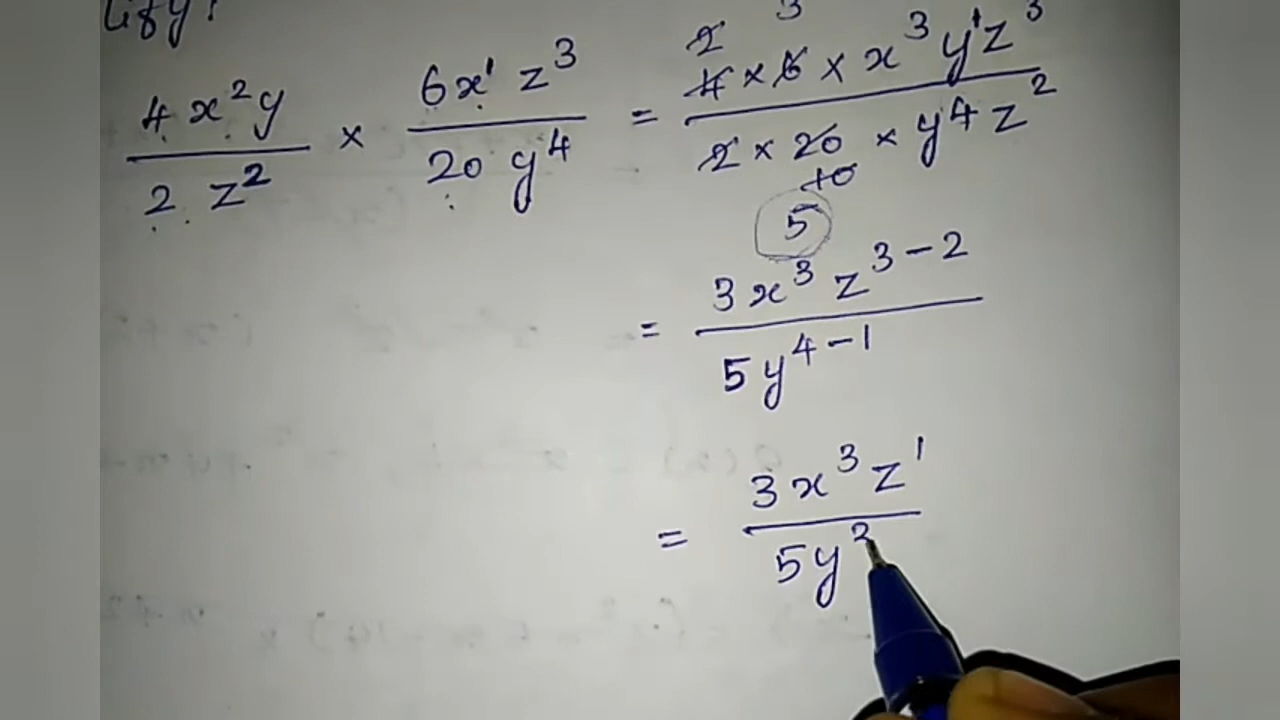 lify:
4x²y / 2z² × 6x¹z³ / 20y⁴ = 2 3 4 × 6 × x³y¹z³ / 2 × 20 × y⁴z² 10 5
= 3x³z³⁻² / 5y⁴⁻¹
= 3x³z¹ / 5y³